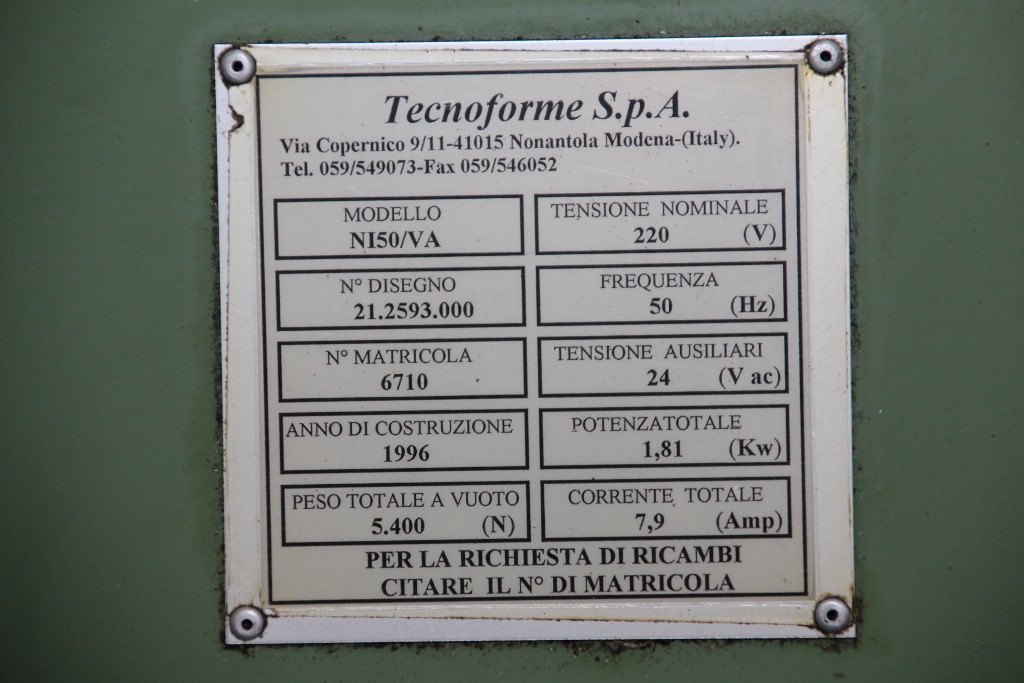 Tecnoforme S.p.A.
Via Copernico 9/11-41015 Nonantola Modena-(Italy).
Tel. 059/549073-Fax 059/546052
MODELLO
NI50/VA
TENSIONE NOMINALE
220 (V)
N° DISEGNO
21.2593.000
FREQUENZA
50 (Hz)
N° MATRICOLA
6710
TENSIONE AUSILIARI
24 (V ac)
ANNO DI COSTRUZIONE
1996
POTENZATOTALE
1,81 (Kw)
PESO TOTALE A VUOTO
5.400 (N)
CORRENTE TOTALE
7,9 (Amp)
PER LA RICHIESTA DI RICAMBI
CITARE IL N° DI MATRICOLA